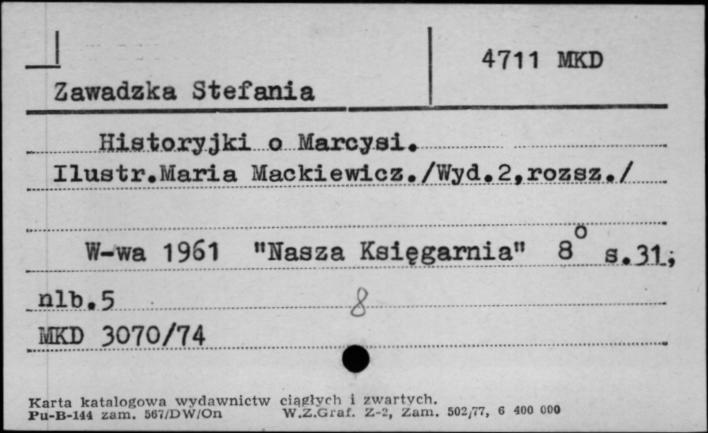 4711 MKD
Zawadzka Stefania
Historyjki o Marcysi.
Ilustr.Maria Mackiewicz./Wyd.2,rozsz./
W-wa 1961 "Nasza Księgarnia" 8° s.31,
nlb.5 8
MKD 3070/74
Karta katalogowa wydawnictw ciągłych i zwartych.
Pu-B-144 zam. 567/DW/On W.Z.Graf. Z-2, Zam. 502/77, 6 400 000